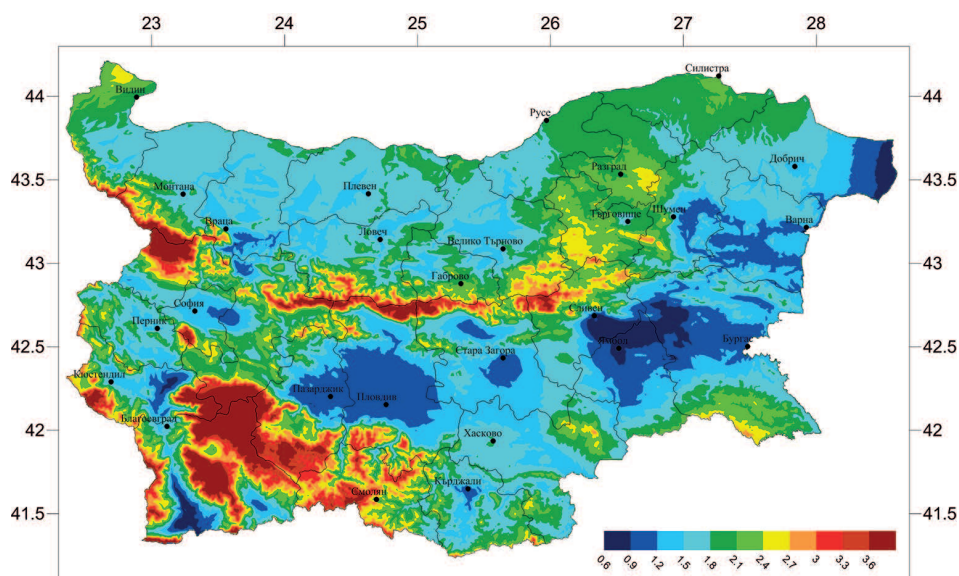 23 24 25 26 27 28
Силистра
44 44
Видин
Русе
43.5 43.5
Добрич
Разград
Монтана
Плевен
Шумен
Търговище
Варна
Враца
Ловеч
Велико Търново
43 43
Габрово
София
Сливен
Перник
42.5 42.5
Ямбол
Бургас
Стара Загора
Кюстендил
Пазарджик
Пловдив
42 42
Благоевград
Хасково
Кърджали
Смолян
41.5 41.5
0.6 0.9 1.2 1.5 1.8 2.1 2.4 2.7 3 3.3 3.6